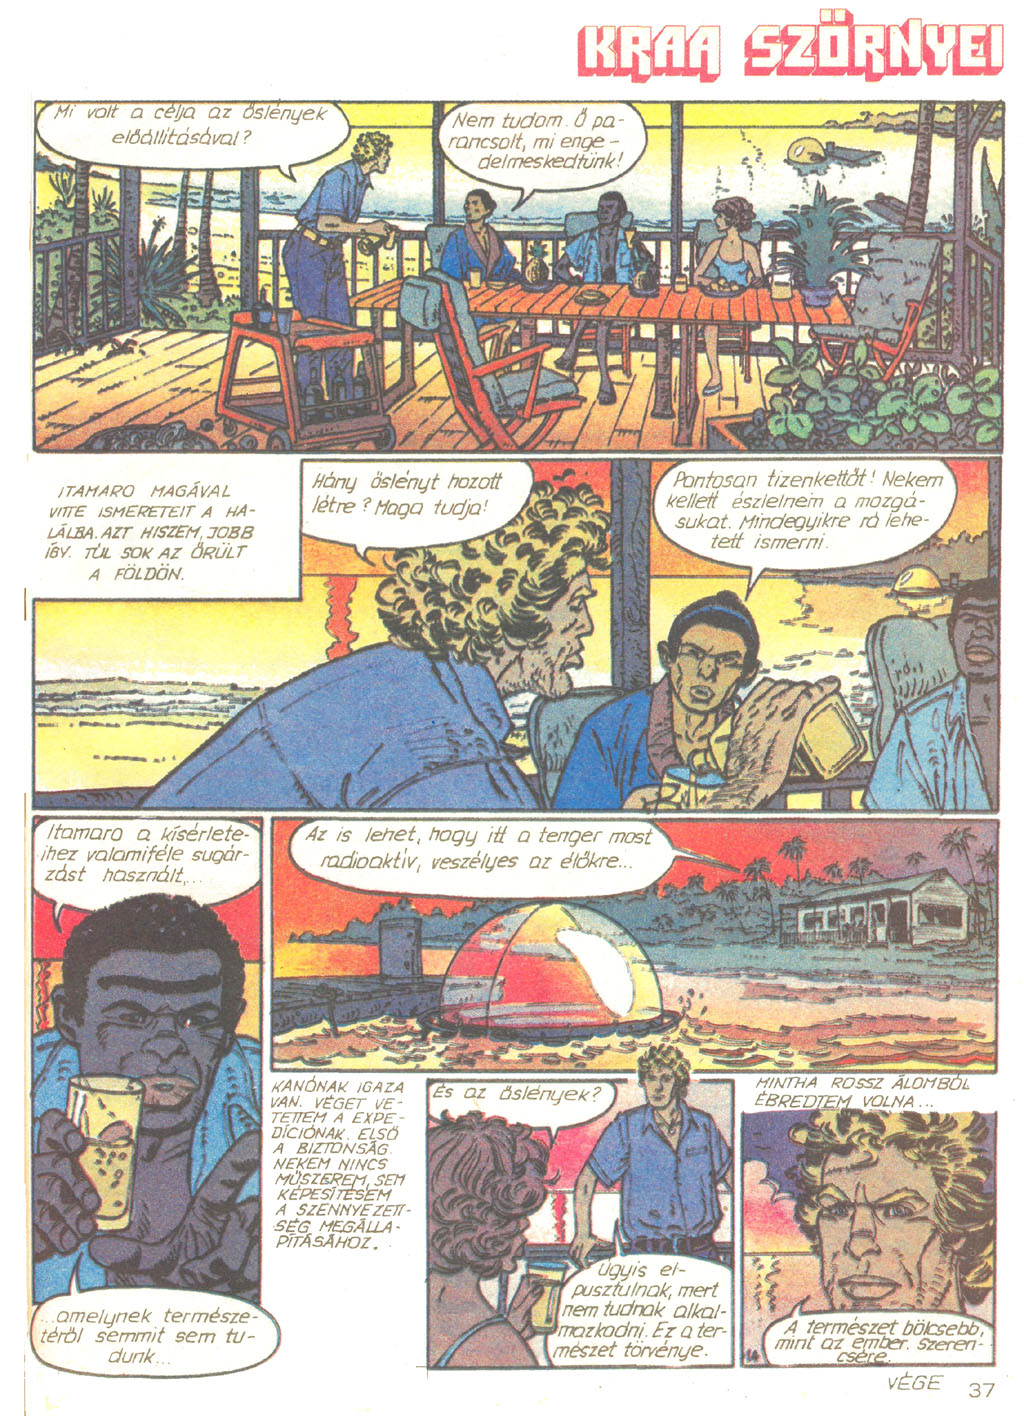 KRAA SZÖRNYEI
Mi volt a célja az őslények
előállításával?
Nem tudom. Ő pa-
rancsolt, mi enge-
delmeskedtünk!
ITAMARO MAGÁVAL
VITTE ISMERETEIT A HA-
LÁLBA. AZT HISZEM, JOBB
ÍGY. TÚL SOK AZ ŐRÜLT
A FÖLDÖN.
Hány őslényt hozott
létre? Maga tudja!
Pontosan tizenkettőt! Nekem
kellett észlelnem a mozgá-
sukat. Mindegyikre rá lehe-
tett ismerni.
Itamaro a kísérlete-
ihez valamiféle sugár-
zást használt,...
Az is lehet, hogy itt a tenger most
radioaktív, veszélyes az élőkre...
...amelynek természe-
téről semmit sem tu-
dunk...
KANÓNAK IGAZA
VAN. VÉGET VE-
TETTEM A EXPE-
DÍCIÓNAK. ELSŐ
A BIZTONSÁG.
NEKEM NINCS
MŰSZEREM, SEM
KÉPESÍTÉSEM
A SZENNYEZETT-
SÉG MEGÁLLA-
PÍTÁSÁHOZ.
És az őslények?
Úgyis el-
pusztulnak, mert
nem tudnak alkal-
mazkodni. Ez a ter-
mészet törvénye.
MINTHA ROSSZ ÁLOMBÓL
ÉBREDTEM VOLNA...
A természet bölcsebb,
mint az ember. Szeren-
csére.
14
VÉGE
37